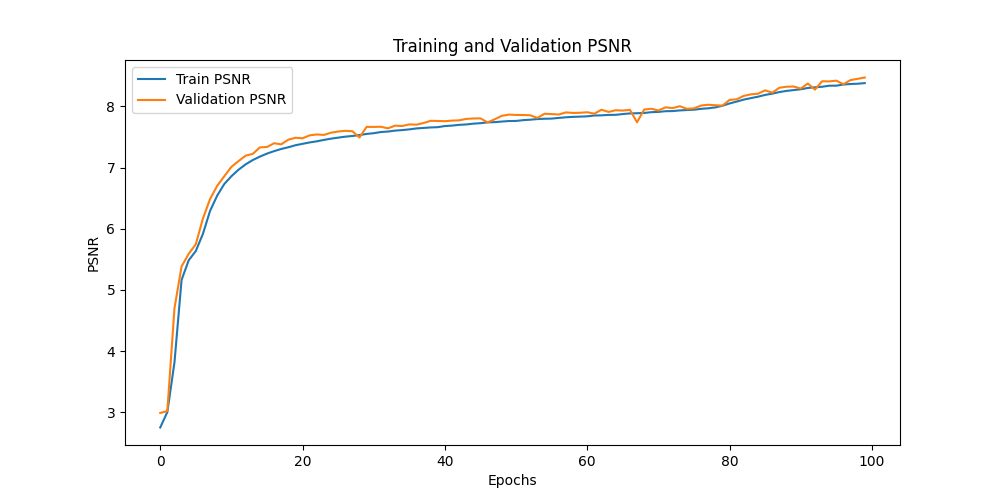 Training and Validation PSNR
Train PSNR
Validation PSNR
PSNR
8
7
6
5
4
3
0 20 40 60 80 100
Epochs